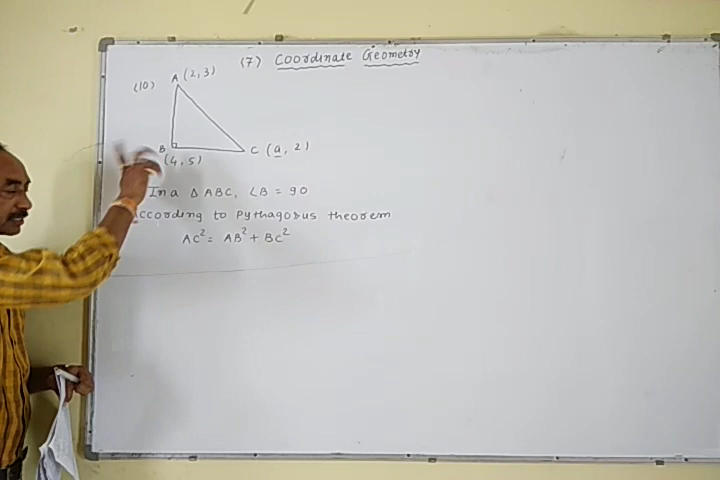 (7) Coordinate Geometry
(10)
A (2,3)
B
(4,5)
C (a, 2)
In a Δ ABC, ∠B = 90
According to Pythagorus theorem
AC² = AB² + BC²